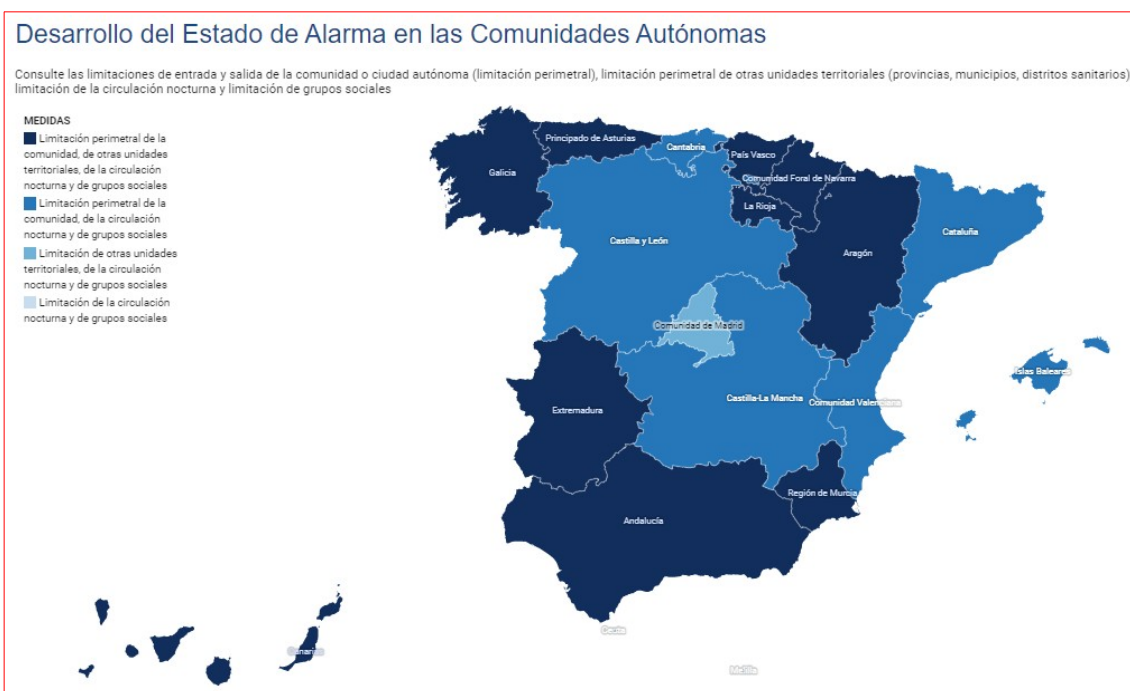 Desarrollo del Estado de Alarma en las Comunidades Autónomas
Consulte las limitaciones de entrada y salida de la comunidad o ciudad autónoma (limitación perimetral), limitación perimetral de otras unidades territoriales (provincias, municipios, distritos sanitarios)
limitación de la circulación nocturna y limitación de grupos sociales
MEDIDAS
Limitación perimetral de la
comunidad, de otras unidades
territoriales, de la circulación
nocturna y de grupos sociales
Limitación perimetral de la
comunidad, de la circulación
nocturna y de grupos sociales
Limitación de otras unidades
territoriales, de la circulación
nocturna y de grupos sociales
Limitación de la circulación
nocturna y de grupos sociales
Principado de Asturias
Cantabria
País Vasco
Galicia
Comunidad Foral de Navarra
La Rioja
Cataluña
Castilla y León
Aragón
Comunidad de Madrid
Islas Baleares
Castilla-La Mancha
Comunidad Valenciana
Extremadura
Región de Murcia
Andalucía
Ceuta
Canarias
Melilla